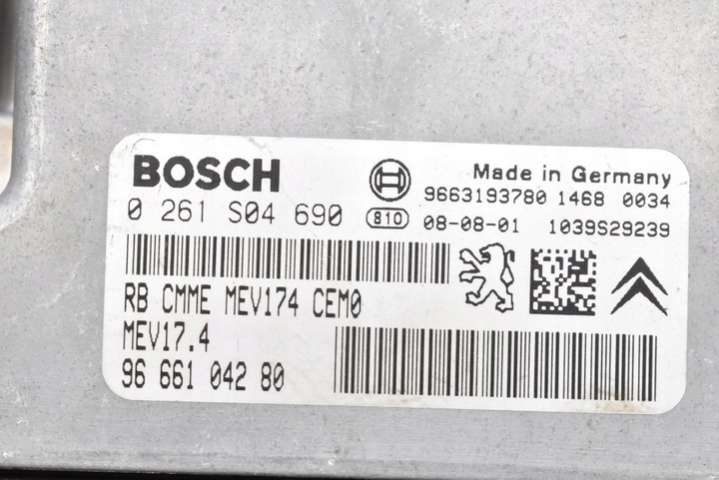 BOSCH
Made in Germany
9663193780 1468 0034
0 261 S04 690
810
08-08-01
1039S29239
RB CMME MEV174 CEM0
MEV17.4
96 661 042 80